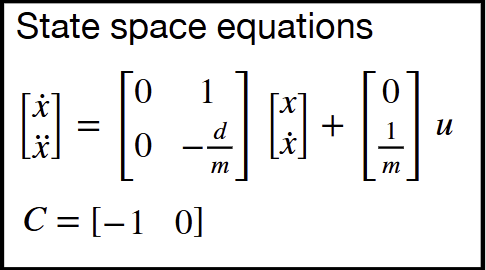 State space equations
[ẋ ẍ] = [0 1 0 −d/m] [x ẋ] + [0 1/m] u
C = [−1 0]